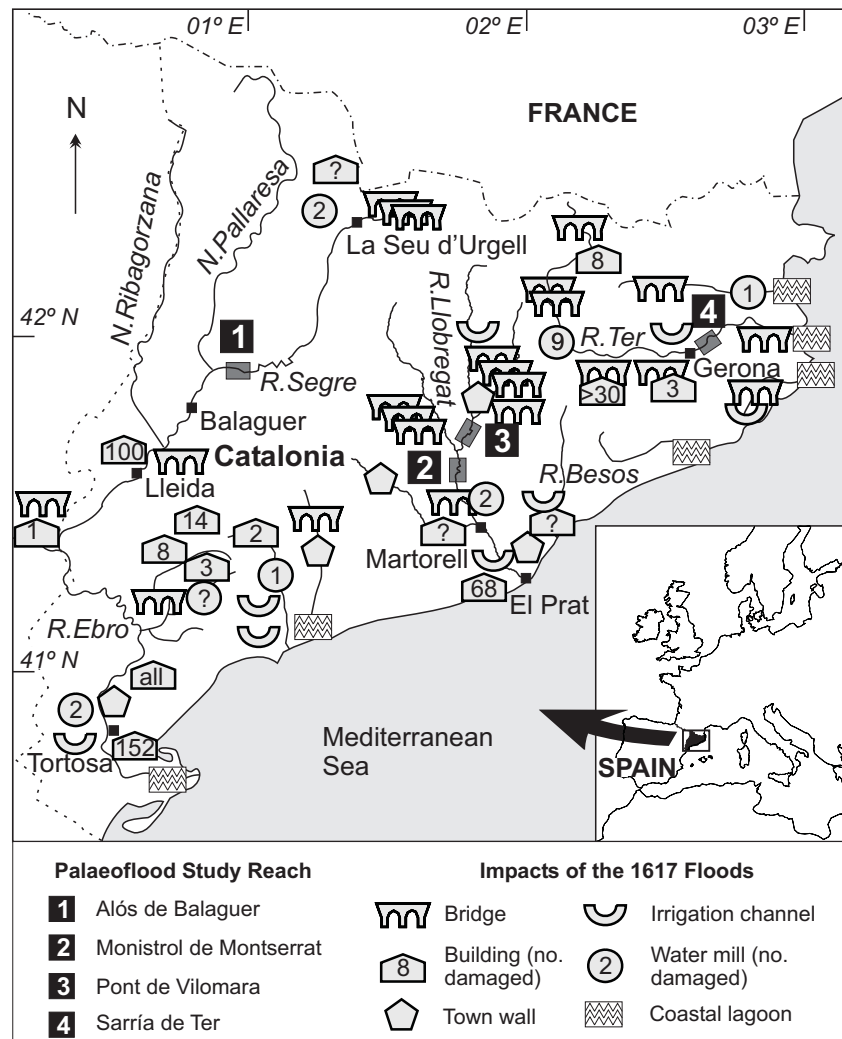 01º E
02º E
03º E
N
FRANCE
N.Ribagorzana
N.Pallaresa
?
2
La Seu d'Urgell
8
R.Llobregat
42º N
1
4
1
9
R.Ter
Gerona
R.Segre
>30
3
Balaguer
3
100
Catalonia
2
Lleida
R.Besos
2
1
14
2
?
?
8
Martorell
3
1
68
El Prat
?
R.Ebro
41º N
all
2
Mediterranean
Sea
152
Tortosa
SPAIN
Palaeoflood Study Reach
1 Alós de Balaguer
2 Monistrol de Montserrat
3 Pont de Vilomara
4 Sarría de Ter
Impacts of the 1617 Floods
Bridge
Irrigation channel
8
Building (no.
damaged)
2
Water mill (no.
damaged)
Town wall
Coastal lagoon